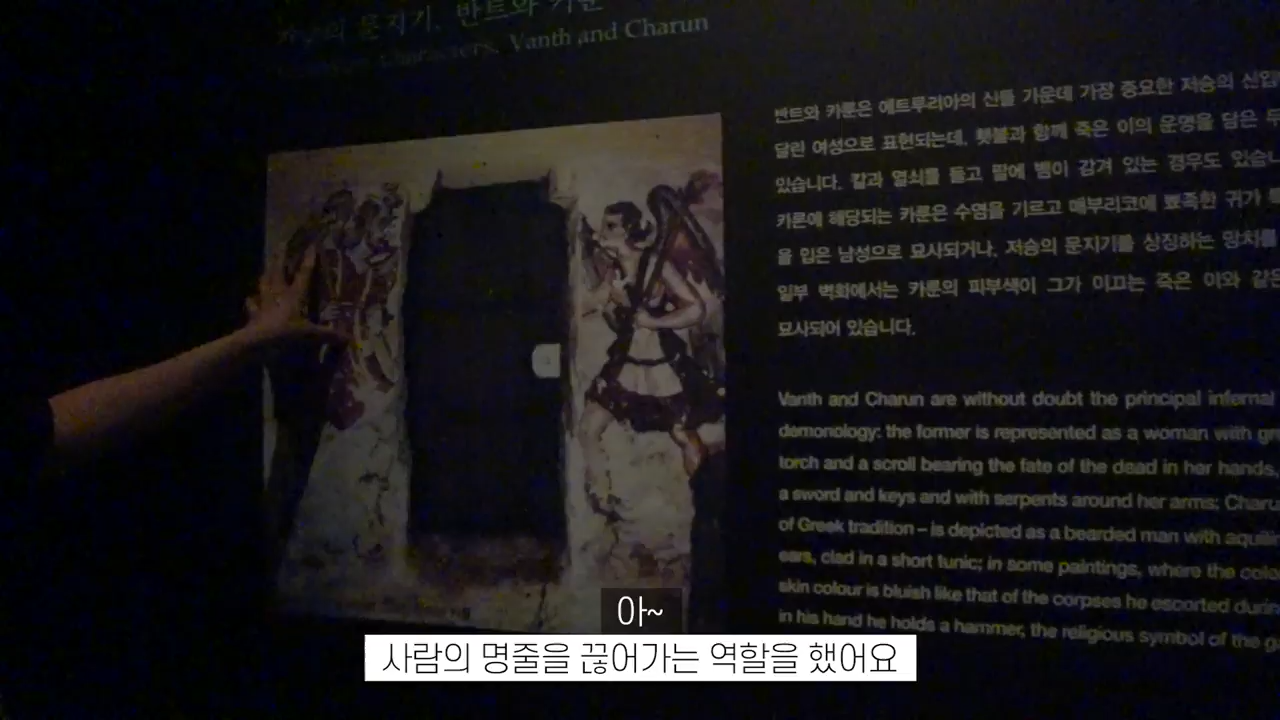 문지기, 반트와
Vanth and Charun
반트와 카룬은 에트루리아의 신들 가운데 가장 중요한 저승의 신입
달린 여성으로 표현되는데, 횃불과 함께 죽은 이의 운명을 담은 두
있습니다. 칼과 열쇠를 들고 팔에 뱀이 감겨 있는 경우도 있습니
카론에 해당되는 카룬은 수염을 기르고 매부리코에 뾰족한 귀가
을 입은 남성으로 묘사되거나, 저승의 문지기를 상징하는 망치를
일부 벽화에서는 카룬의 피부색이 그가 이끄는 죽은 이와 같은
묘사되어 있습니다.
Vanth and Charun are without doubt the principal infernal
demonology: the former is represented as a woman with
torch and a scroll bearing the fate of the dead in her hands,
a sword and keys and with serpents around her arms; Charu
of Greek tradition – is depicted as a bearded man with aquilin
ears, clad in a short tunic; in some paintings, where the colo
skin colour is bluish like that of the corpses he escorted durin
in his hand he holds a hammer, the religious symbol of the
아~
사람의 명줄을 끊어가는 역할을 했어요